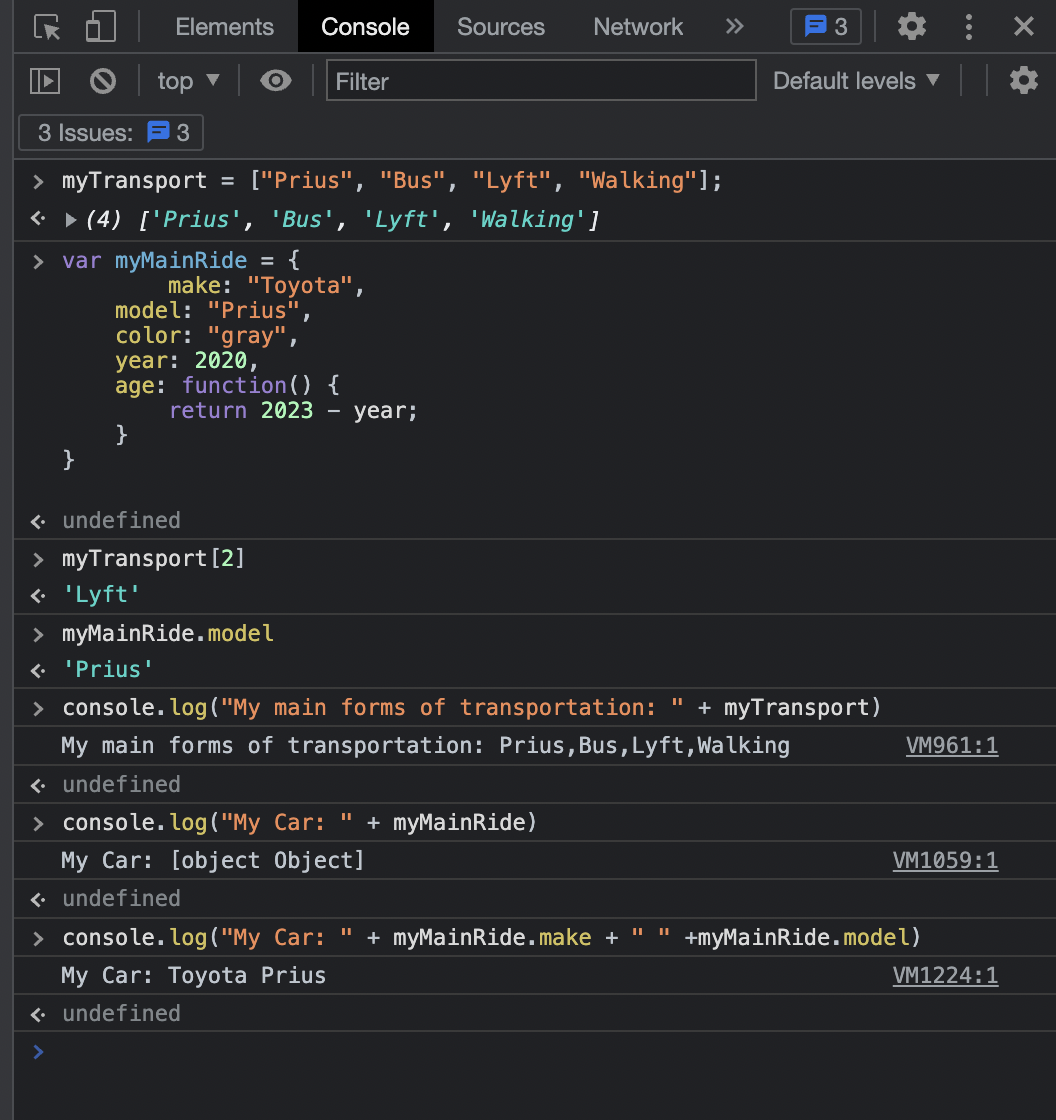 Elements Console Sources Network » 3
top ▼ Filter Default levels ▼
3 Issues: 3
> myTransport = ["Prius", "Bus", "Lyft", "Walking"];
(4) ['Prius', 'Bus', 'Lyft', 'Walking']
> var myMainRide = {
make: "Toyota",
model: "Prius",
color: "gray",
year: 2020,
age: function() {
return 2023 - year;
}
}
undefined
> myTransport[2]
'Lyft'
> myMainRide.model
'Prius'
> console.log("My main forms of transportation: " + myTransport)
My main forms of transportation: Prius,Bus,Lyft,Walking VM961:1
undefined
> console.log("My Car: " + myMainRide)
My Car: [object Object] VM1059:1
undefined
> console.log("My Car: " + myMainRide.make + " " +myMainRide.model)
My Car: Toyota Prius VM1224:1
undefined
>